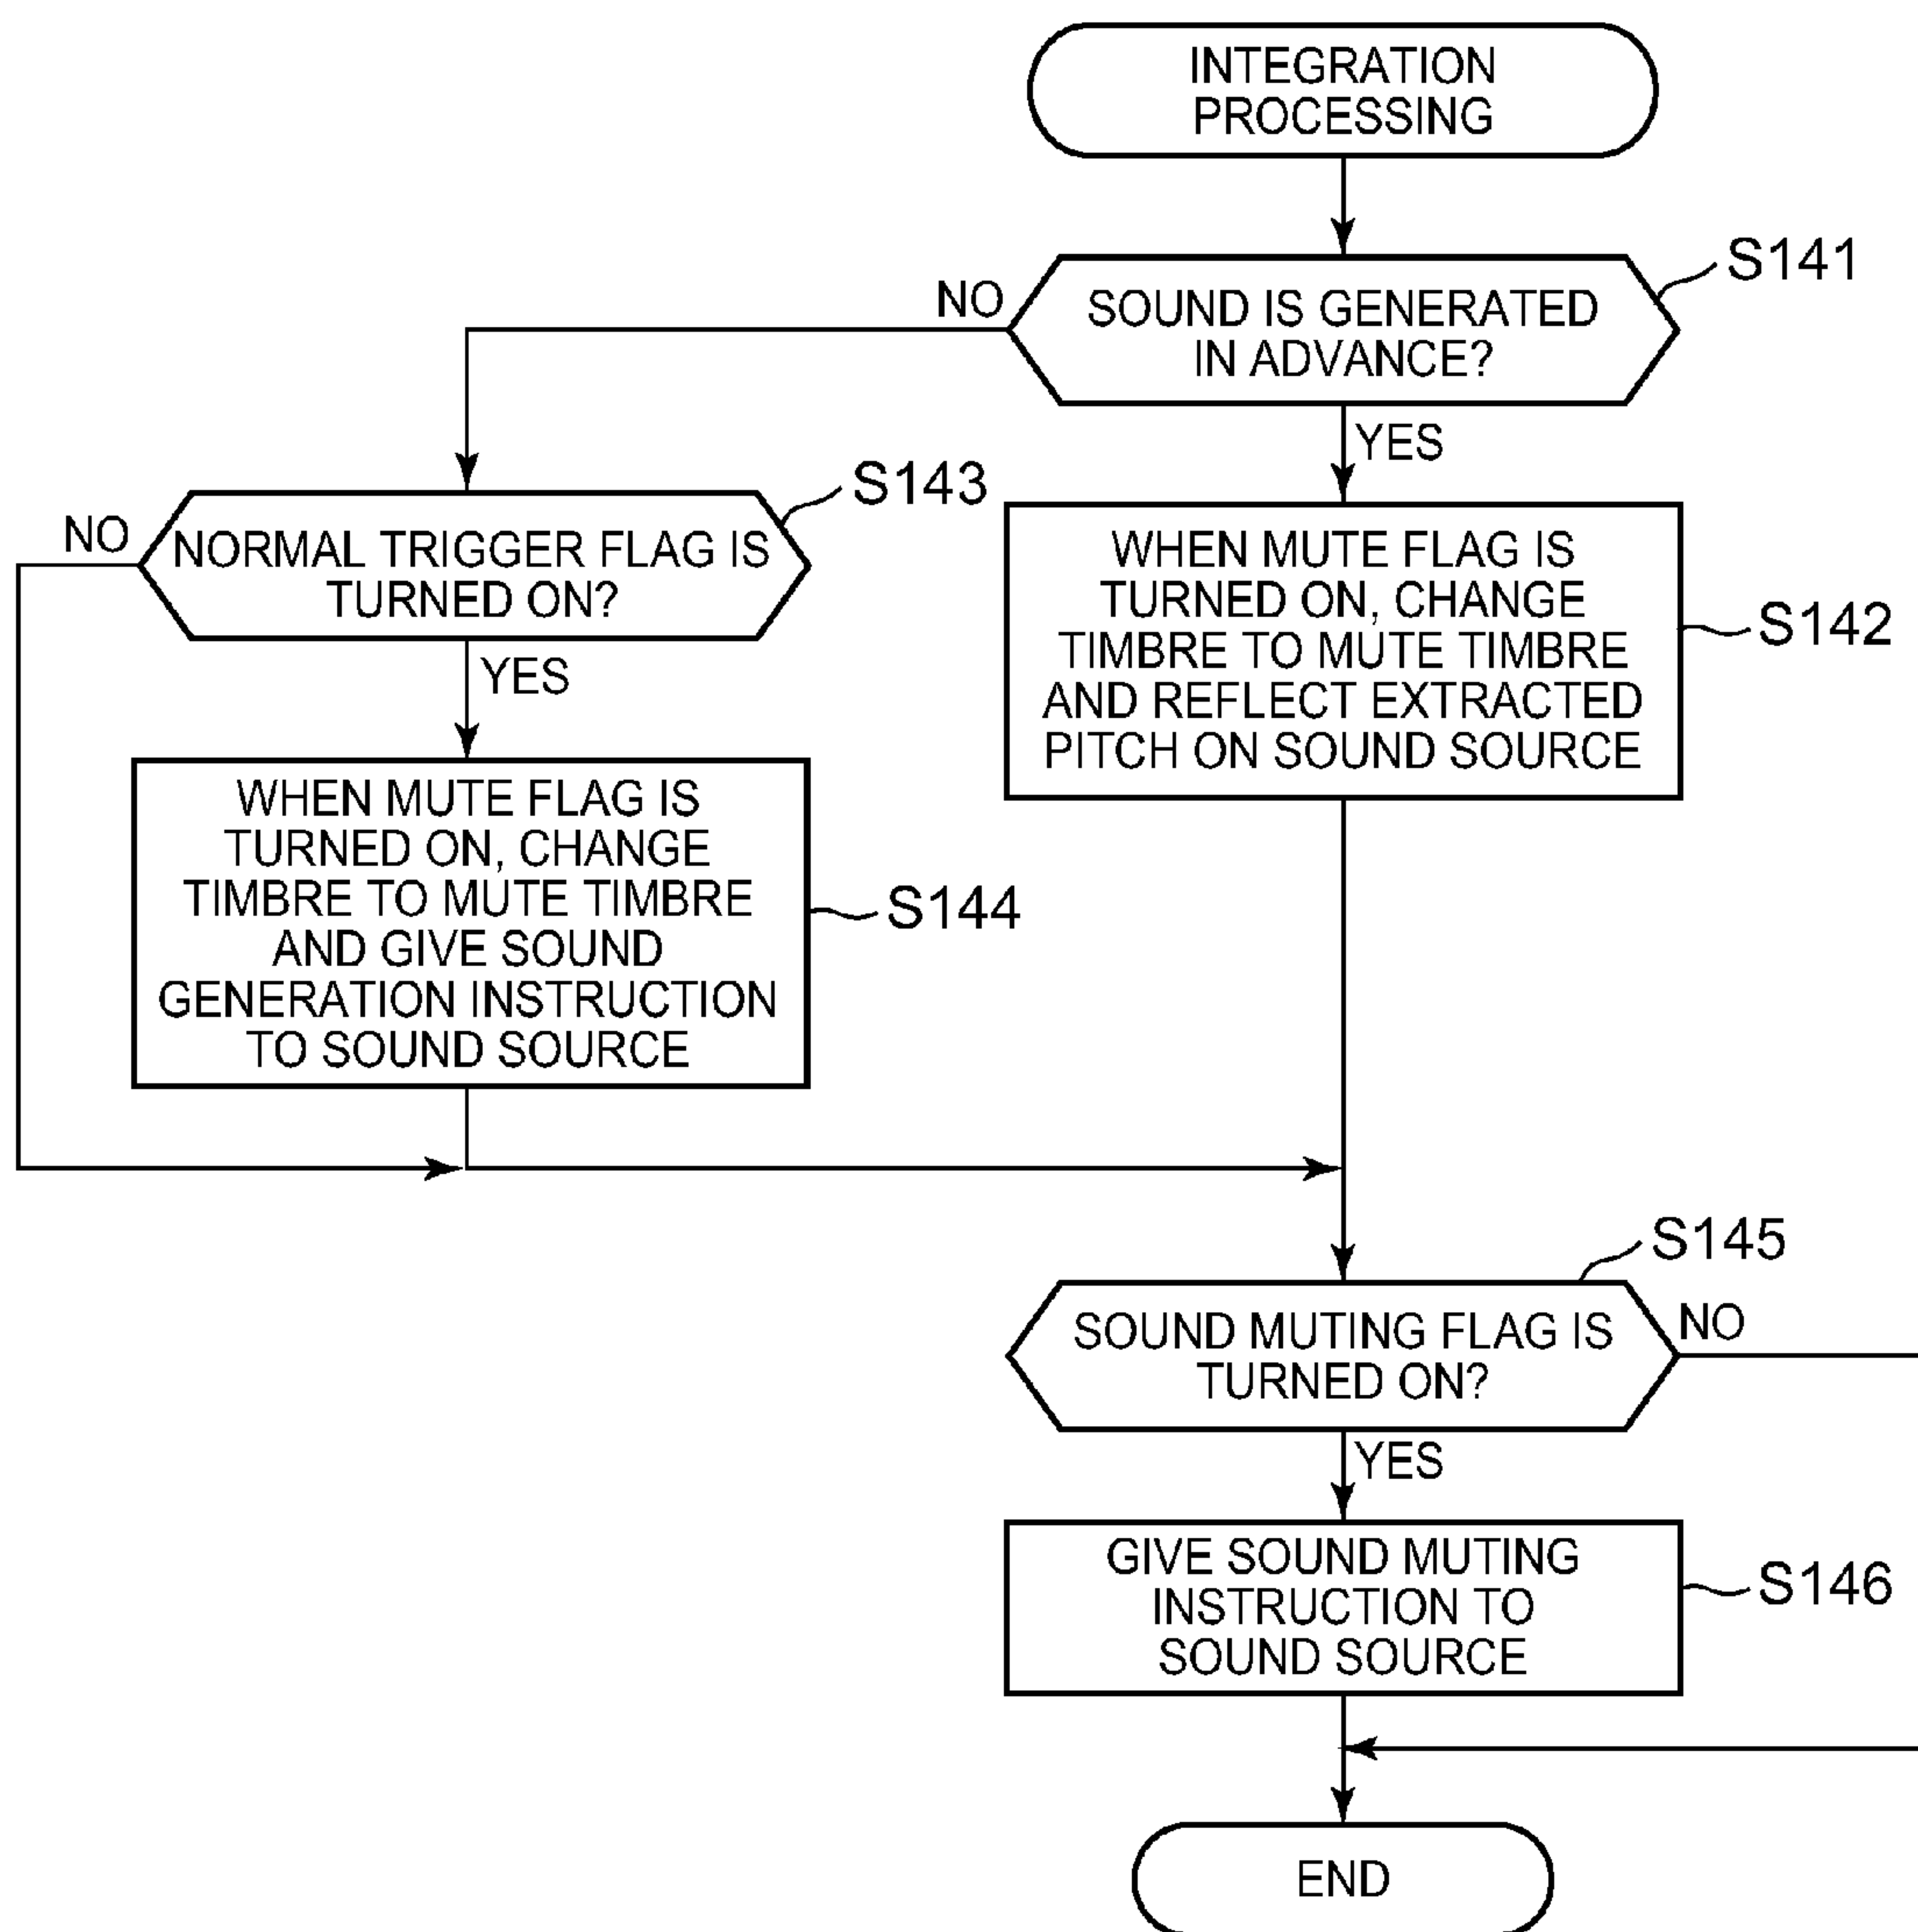 INTEGRATION
PROCESSING
S141
NO
SOUND IS GENERATED
IN ADVANCE?
YES
S143
NO
NORMAL TRIGGER FLAG IS
TURNED ON?
YES
WHEN MUTE FLAG IS
TURNED ON, CHANGE
TIMBRE TO MUTE TIMBRE
AND REFLECT EXTRACTED
PITCH ON SOUND SOURCE
S142
WHEN MUTE FLAG IS
TURNED ON, CHANGE
TIMBRE TO MUTE TIMBRE
AND GIVE SOUND
GENERATION INSTRUCTION
TO SOUND SOURCE
S144
S145
SOUND MUTING FLAG IS
TURNED ON?
NO
YES
GIVE SOUND MUTING
INSTRUCTION TO
SOUND SOURCE
S146
END